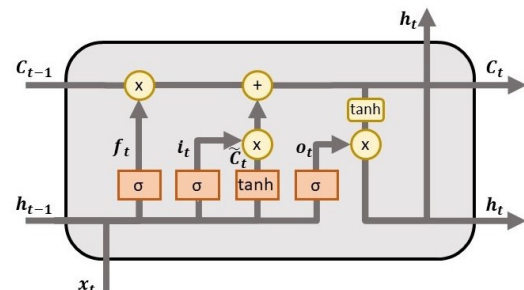 h_t
C_{t-1} x + C_t
tanh
f_t i_t x C̃_t o_t x
σ σ tanh σ
h_{t-1} h_t
x_t